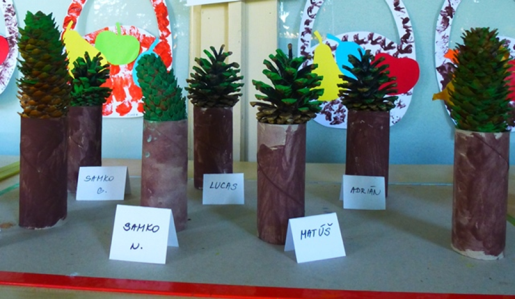 SAMKO
G.
LUCAS
ADRIÁN
SAMKO
N.
MATÚŠ